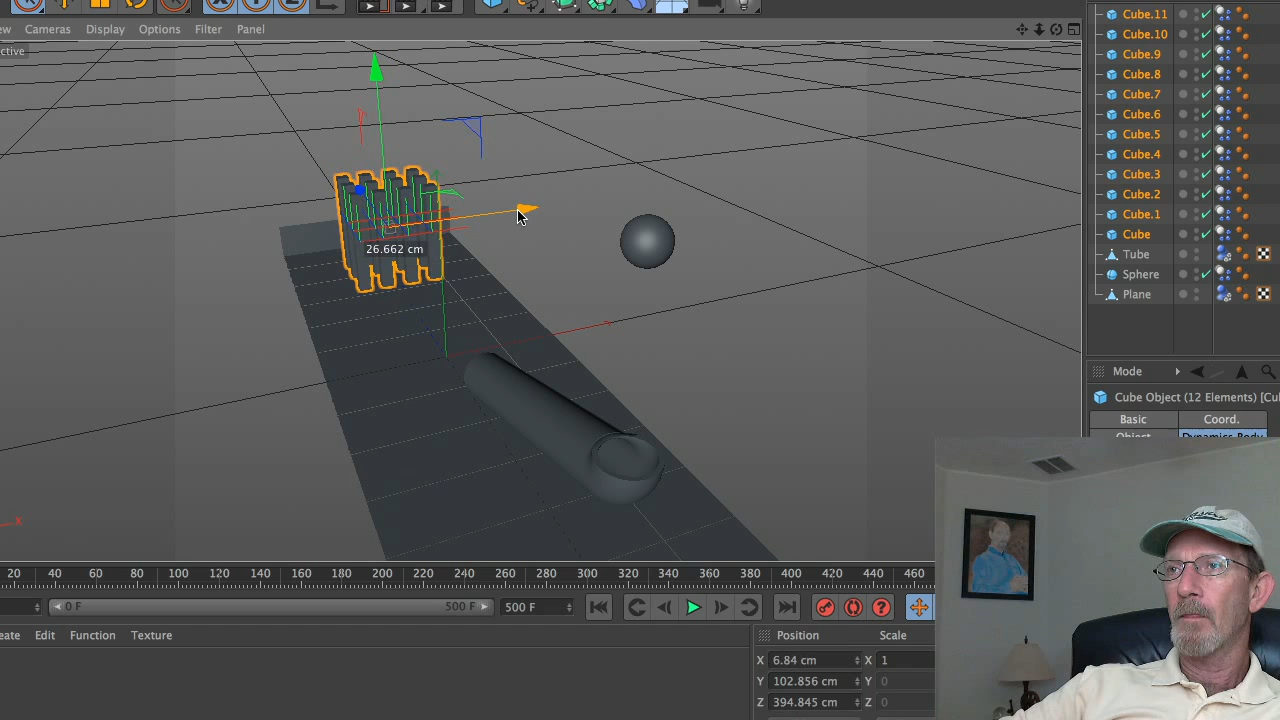 ew Cameras Display Options Filter Panel
ctive
26.662 cm
Cube.11
Cube.10
Cube.9
Cube.8
Cube.7
Cube.6
Cube.5
Cube.4
Cube.3
Cube.2
Cube.1
Cube
Tube
Sphere
Plane
Mode
Cube Object (12 Elements) [Cu
Basic Coord.
Object Dynamics Body
X
20 40 60 80 100 120 140 160 180 200 220 240 260 280 300 320 340 360 380 400 420 440 460
0 F 500 F 500 F
eate Edit Function Texture
Position Scale
X 6.84 cm X 1
Y 102.856 cm Y 0
Z 394.845 cm Z 0